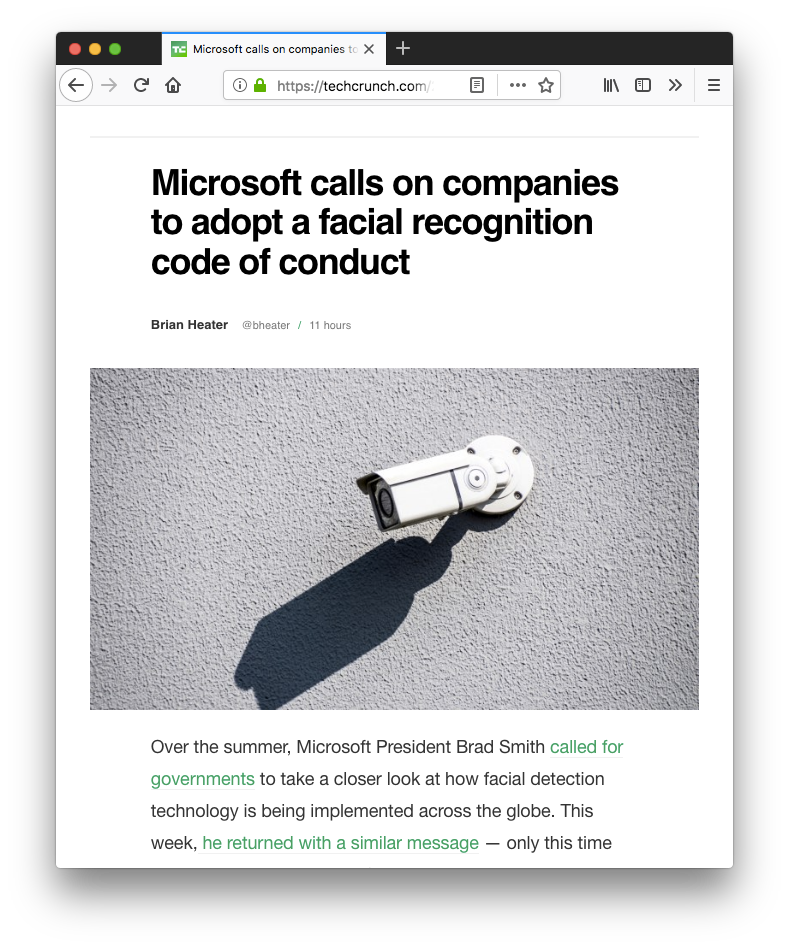 Microsoft calls on companies to
https://techcrunch.com/
Microsoft calls on companies
to adopt a facial recognition
code of conduct
Brian Heater @bheater / 11 hours
Over the summer, Microsoft President Brad Smith called for
governments to take a closer look at how facial detection
technology is being implemented across the globe. This
week, he returned with a similar message — only this time